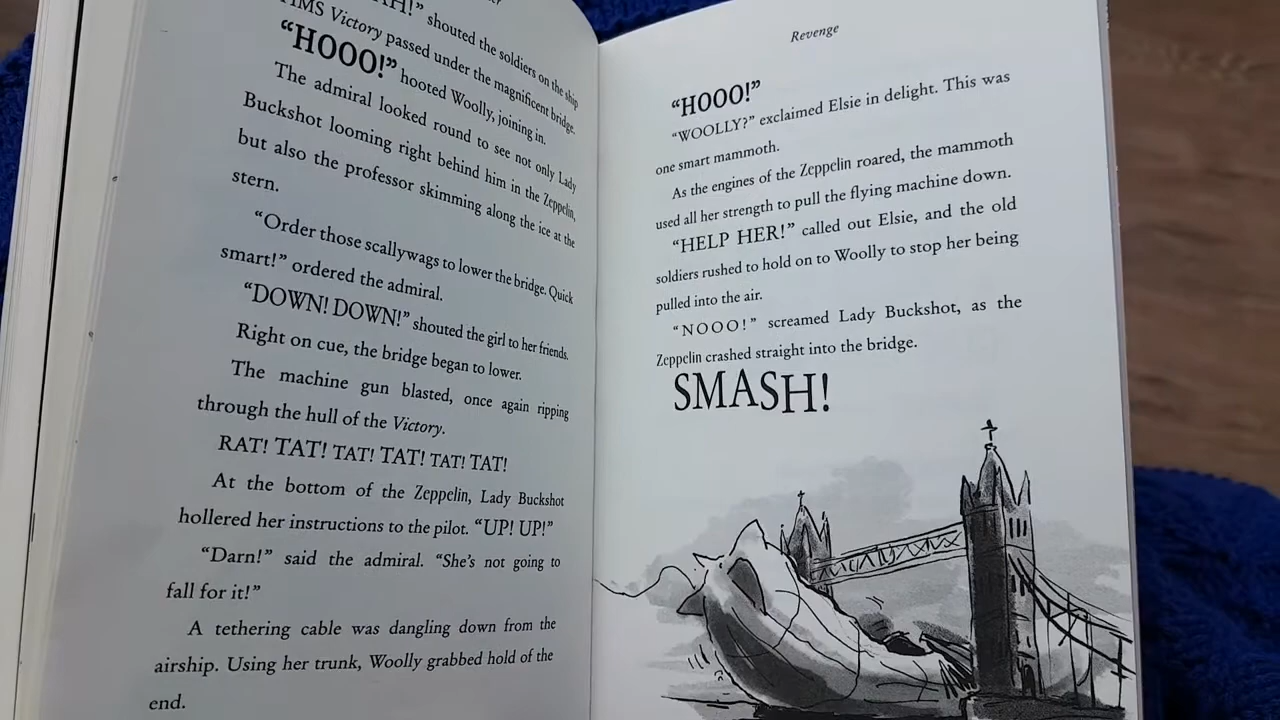 shouted the soldiers on the ship
HMS Victory passed under the magnificent bridge.
“HOOO!” hooted Woolly, joining in.
The admiral looked round to see not only Lady
Buckshot looming right behind him in the Zeppelin,
but also the professor skimming along the ice at the
stern.
“Order those scallywags to lower the bridge. Quick
smart!” ordered the admiral.
“DOWN! DOWN!” shouted the girl to her friends.
Right on cue, the bridge began to lower.
The machine gun blasted, once again ripping
through the hull of the Victory.
RAT! TAT! TAT! TAT! TAT! TAT!
At the bottom of the Zeppelin, Lady Buckshot
hollered her instructions to the pilot. “UP! UP!”
“Darn!” said the admiral. “She’s not going to
fall for it!”
A tethering cable was dangling down from the
airship. Using her trunk, Woolly grabbed hold of the
end.
Revenge
“HOOO!”
“WOOLLY?” exclaimed Elsie in delight. This was
one smart mammoth.
As the engines of the Zeppelin roared, the mammoth
used all her strength to pull the flying machine down.
“HELP HER!” called out Elsie, and the old
soldiers rushed to hold on to Woolly to stop her being
pulled into the air.
“NOOO!” screamed Lady Buckshot, as the
Zeppelin crashed straight into the bridge.
SMASH!